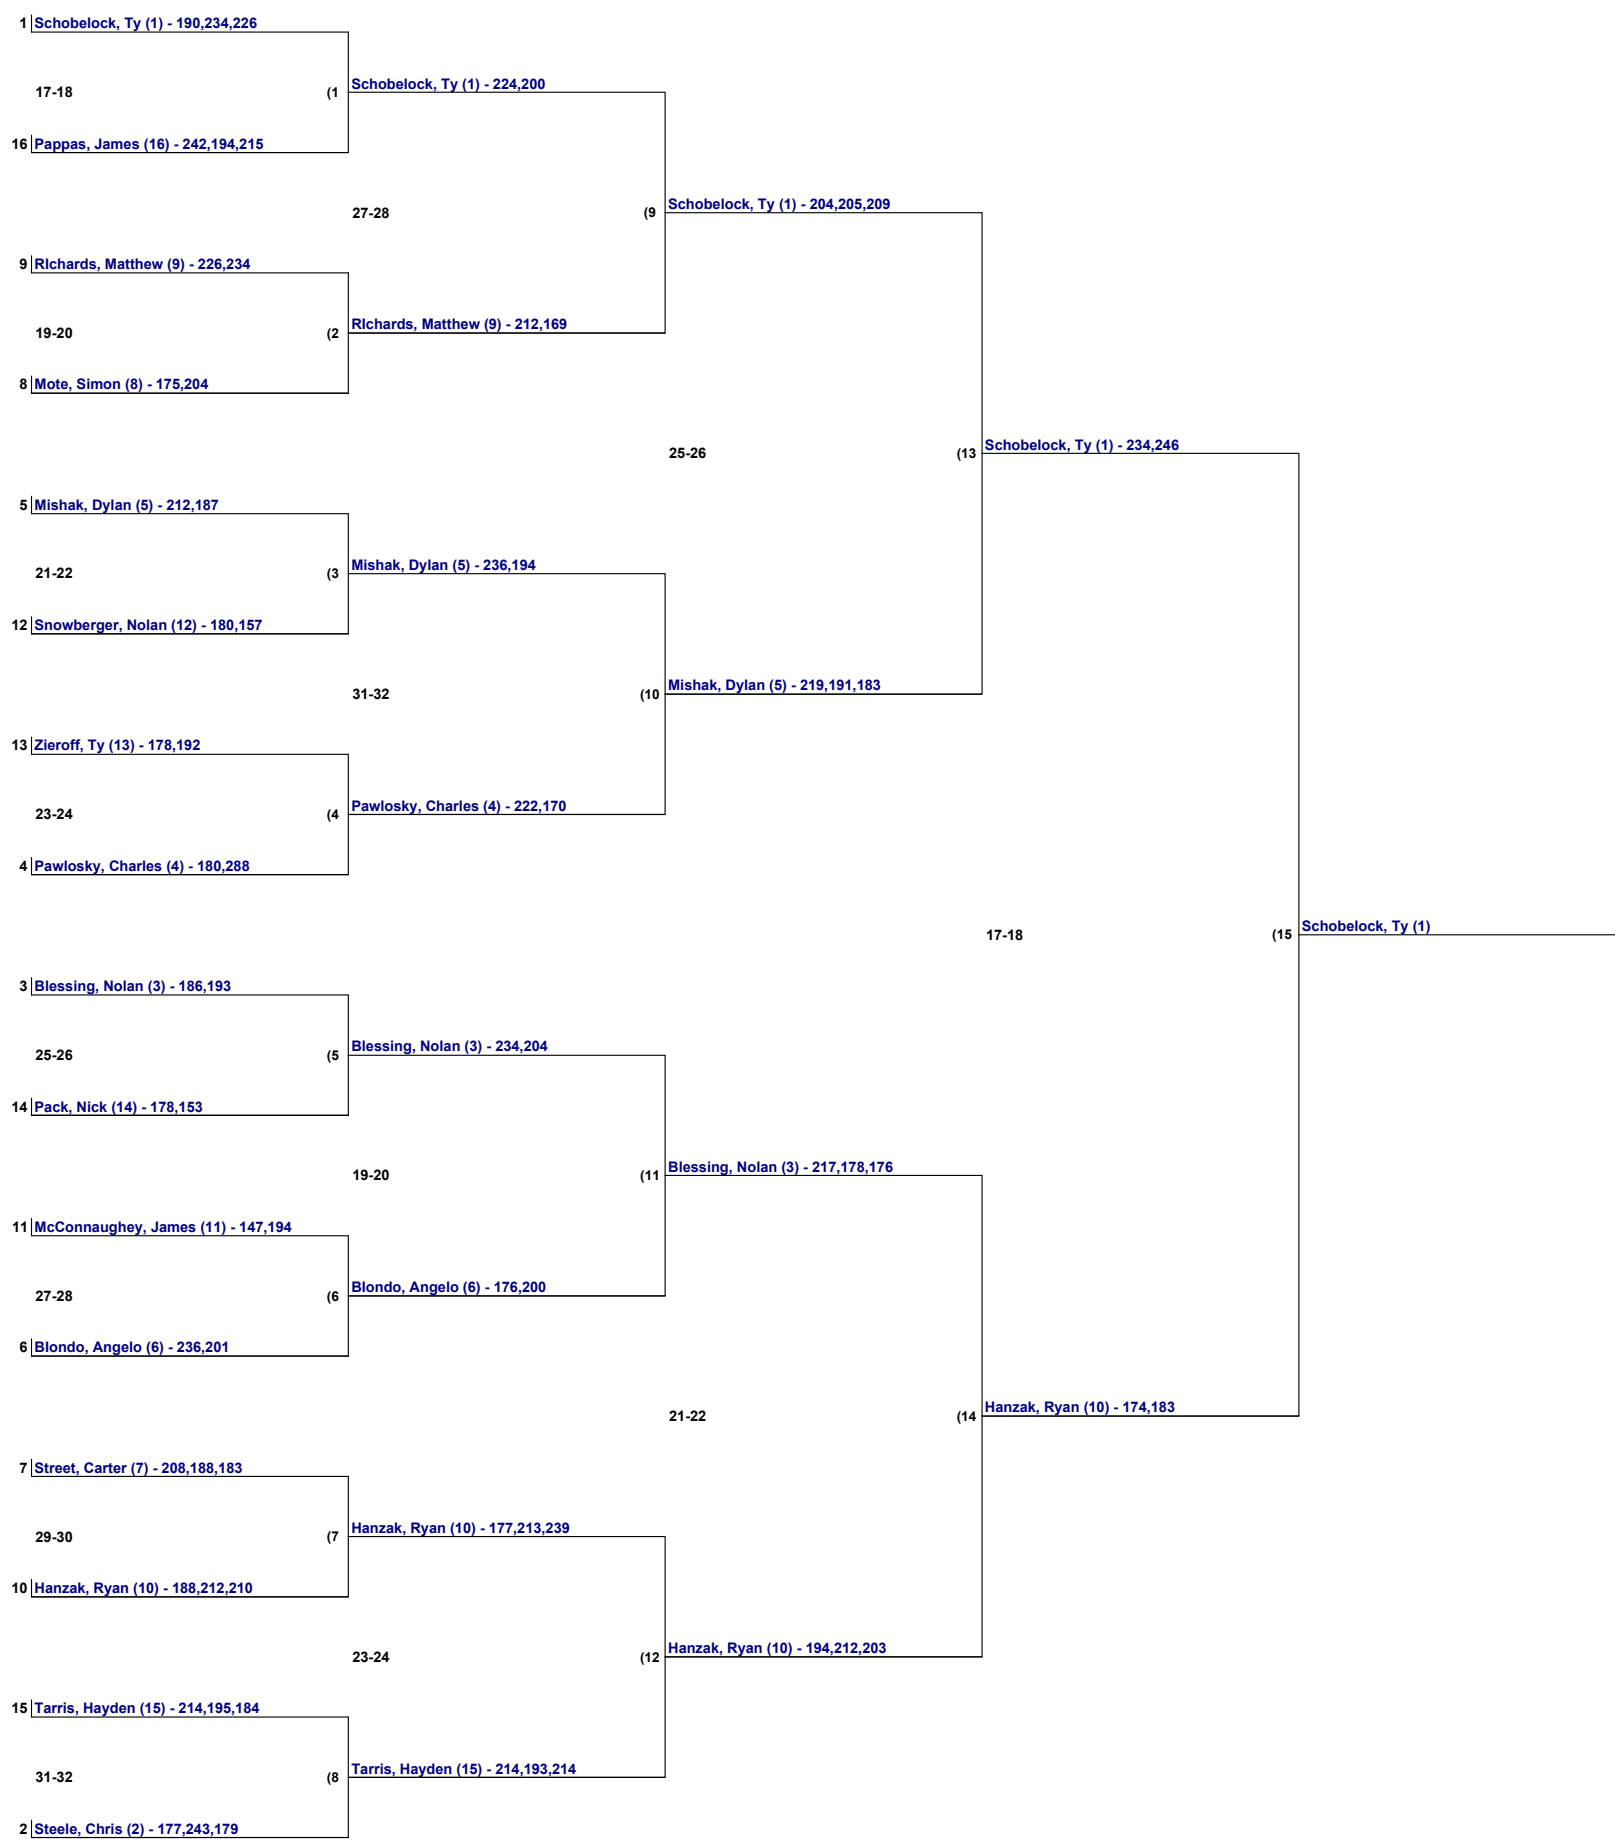 1 Schobelock, Ty (1) - 190,234,226
Schobelock, Ty (1) - 224,200
17-18 (1
16 Pappas, James (16) - 242,194,215
Schobelock, Ty (1) - 204,205,209
27-28 (9
9 RIchards, Matthew (9) - 226,234
RIchards, Matthew (9) - 212,169
19-20 (2
8 Mote, Simon (8) - 175,204
Schobelock, Ty (1) - 234,246
25-26 (13
5 Mishak, Dylan (5) - 212,187
Mishak, Dylan (5) - 236,194
21-22 (3
12 Snowberger, Nolan (12) - 180,157
Mishak, Dylan (5) - 219,191,183
31-32 (10
13 Zieroff, Ty (13) - 178,192
Pawlosky, Charles (4) - 222,170
23-24 (4
4 Pawlosky, Charles (4) - 180,288
Schobelock, Ty (1)
17-18 (15
3 Blessing, Nolan (3) - 186,193
Blessing, Nolan (3) - 234,204
25-26 (5
14 Pack, Nick (14) - 178,153
Blessing, Nolan (3) - 217,178,176
19-20 (11
11 McConnaughey, James (11) - 147,194
Blondo, Angelo (6) - 176,200
27-28 (6
6 Blondo, Angelo (6) - 236,201
Hanzak, Ryan (10) - 174,183
21-22 (14
7 Street, Carter (7) - 208,188,183
Hanzak, Ryan (10) - 177,213,239
29-30 (7
10 Hanzak, Ryan (10) - 188,212,210
Hanzak, Ryan (10) - 194,212,203
23-24 (12
15 Tarris, Hayden (15) - 214,195,184
Tarris, Hayden (15) - 214,193,214
31-32 (8
2 Steele, Chris (2) - 177,243,179